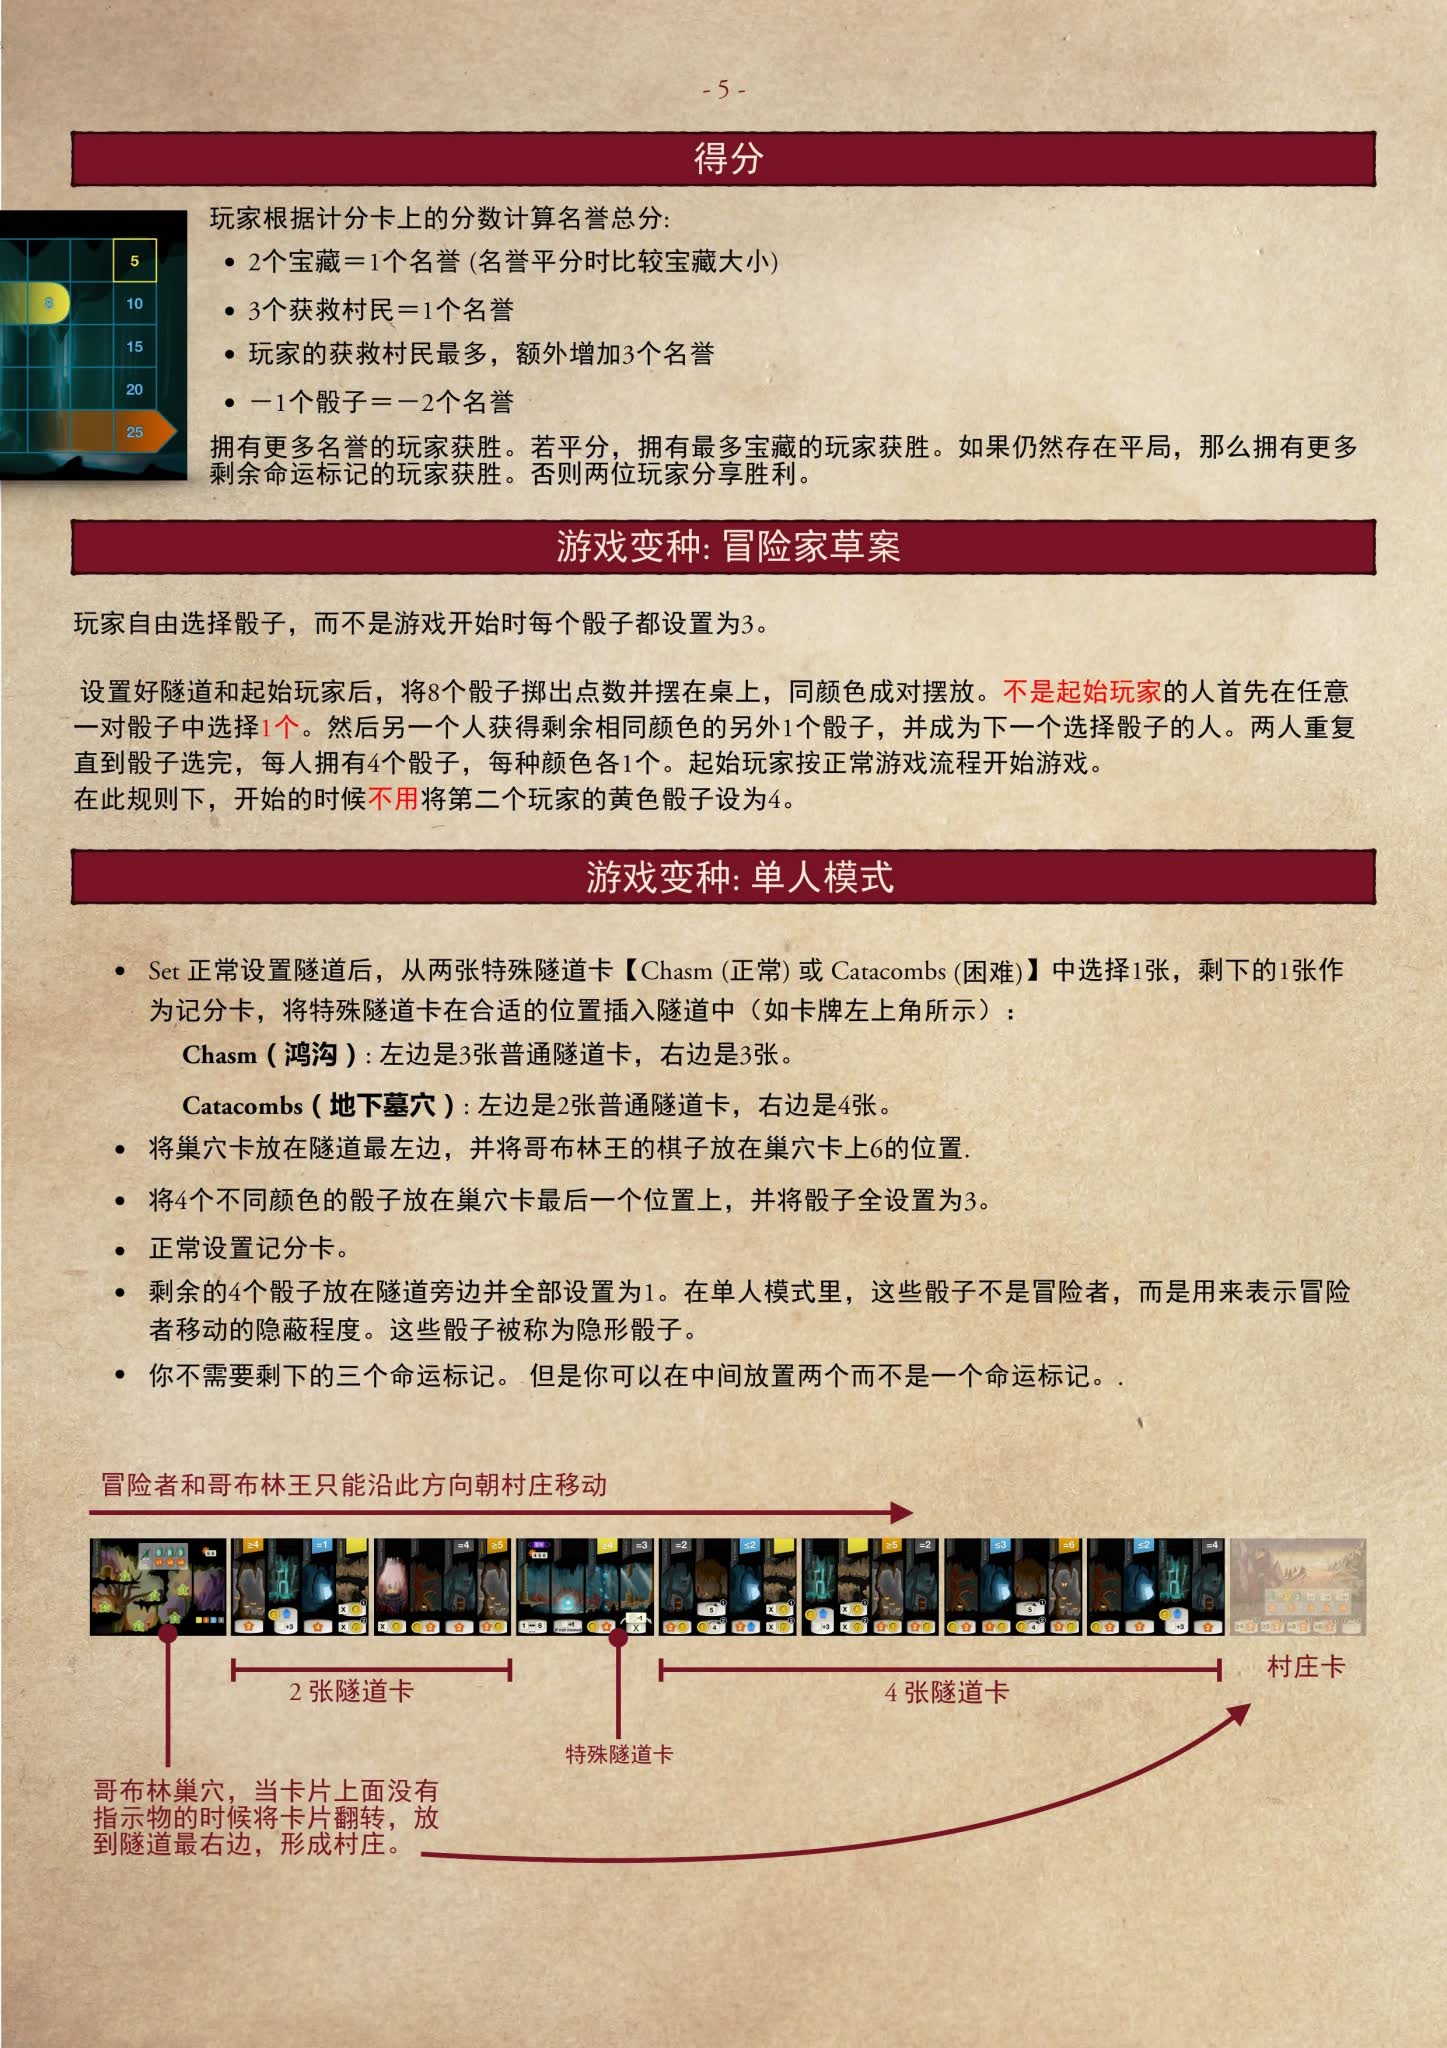 - 5 -
得分
玩家根据计分卡上的分数计算名誉总分:
• 2个宝藏＝1个名誉 (名誉平分时比较宝藏大小)
• 3个获救村民＝1个名誉
• 玩家的获救村民最多，额外增加3个名誉
• －1个骰子＝－2个名誉
拥有更多名誉的玩家获胜。若平分，拥有最多宝藏的玩家获胜。如果仍然存在平局，那么拥有更多
剩余命运标记的玩家获胜。否则两位玩家分享胜利。
5
8
10
15
20
25
游戏变种: 冒险家草案
玩家自由选择骰子，而不是游戏开始时每个骰子都设置为3。
设置好隧道和起始玩家后，将8个骰子掷出点数并摆在桌上，同颜色成对摆放。不是起始玩家的人首先在任意
一对骰子中选择1个。然后另一个人获得剩余相同颜色的另外1个骰子，并成为下一个选择骰子的人。两人重复
直到骰子选完，每人拥有4个骰子，每种颜色各1个。起始玩家按正常游戏流程开始游戏。
在此规则下，开始的时候不用将第二个玩家的黄色骰子设为4。
游戏变种: 单人模式
• Set 正常设置隧道后，从两张特殊隧道卡【Chasm (正常) 或 Catacombs (困难)】中选择1张，剩下的1张作
为记分卡，将特殊隧道卡在合适的位置插入隧道中（如卡牌左上角所示）:
Chasm（鸿沟）: 左边是3张普通隧道卡，右边是3张。
Catacombs（地下墓穴）: 左边是2张普通隧道卡，右边是4张。
• 将巢穴卡放在隧道最左边，并将哥布林王的棋子放在巢穴卡上6的位置.
• 将4个不同颜色的骰子放在巢穴卡最后一个位置上，并将骰子全设置为3。
• 正常设置记分卡。
• 剩余的4个骰子放在隧道旁边并全部设置为1。在单人模式里，这些骰子不是冒险者，而是用来表示冒险
者移动的隐蔽程度。这些骰子被称为隐形骰子。
• 你不需要剩下的三个命运标记。 但是你可以在中间放置两个而不是一个命运标记。.
冒险者和哥布林王只能沿此方向朝村庄移动
≥4 =1 =4 ≥5 ≥4 =3 =2 ≤2 ≥5 =2 ≤3 =6 ≤2 =4
2 张隧道卡
4 张隧道卡
村庄卡
特殊隧道卡
哥布林巢穴，当卡片上面没有
指示物的时候将卡片翻转，放
到隧道最右边，形成村庄。